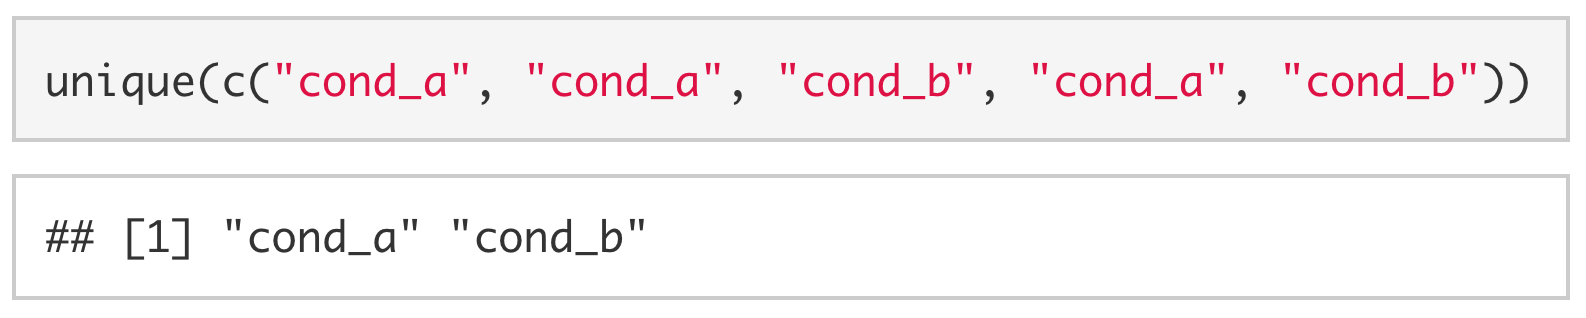 unique(c("cond_a", "cond_a", "cond_b", "cond_a", "cond_b"))
## [1] "cond_a" "cond_b"